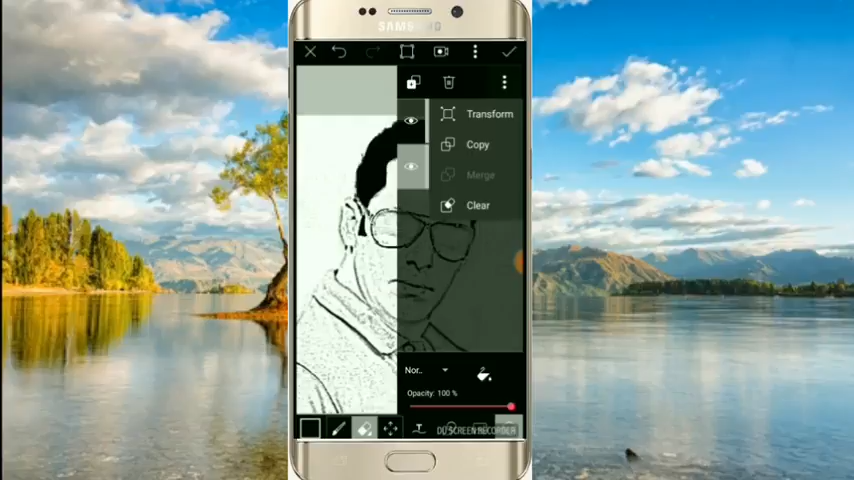 SAMSUNG
Transform
Copy
Merge
Clear
Nor..
Opacity: 100 %
DU SCREEN RECORDER